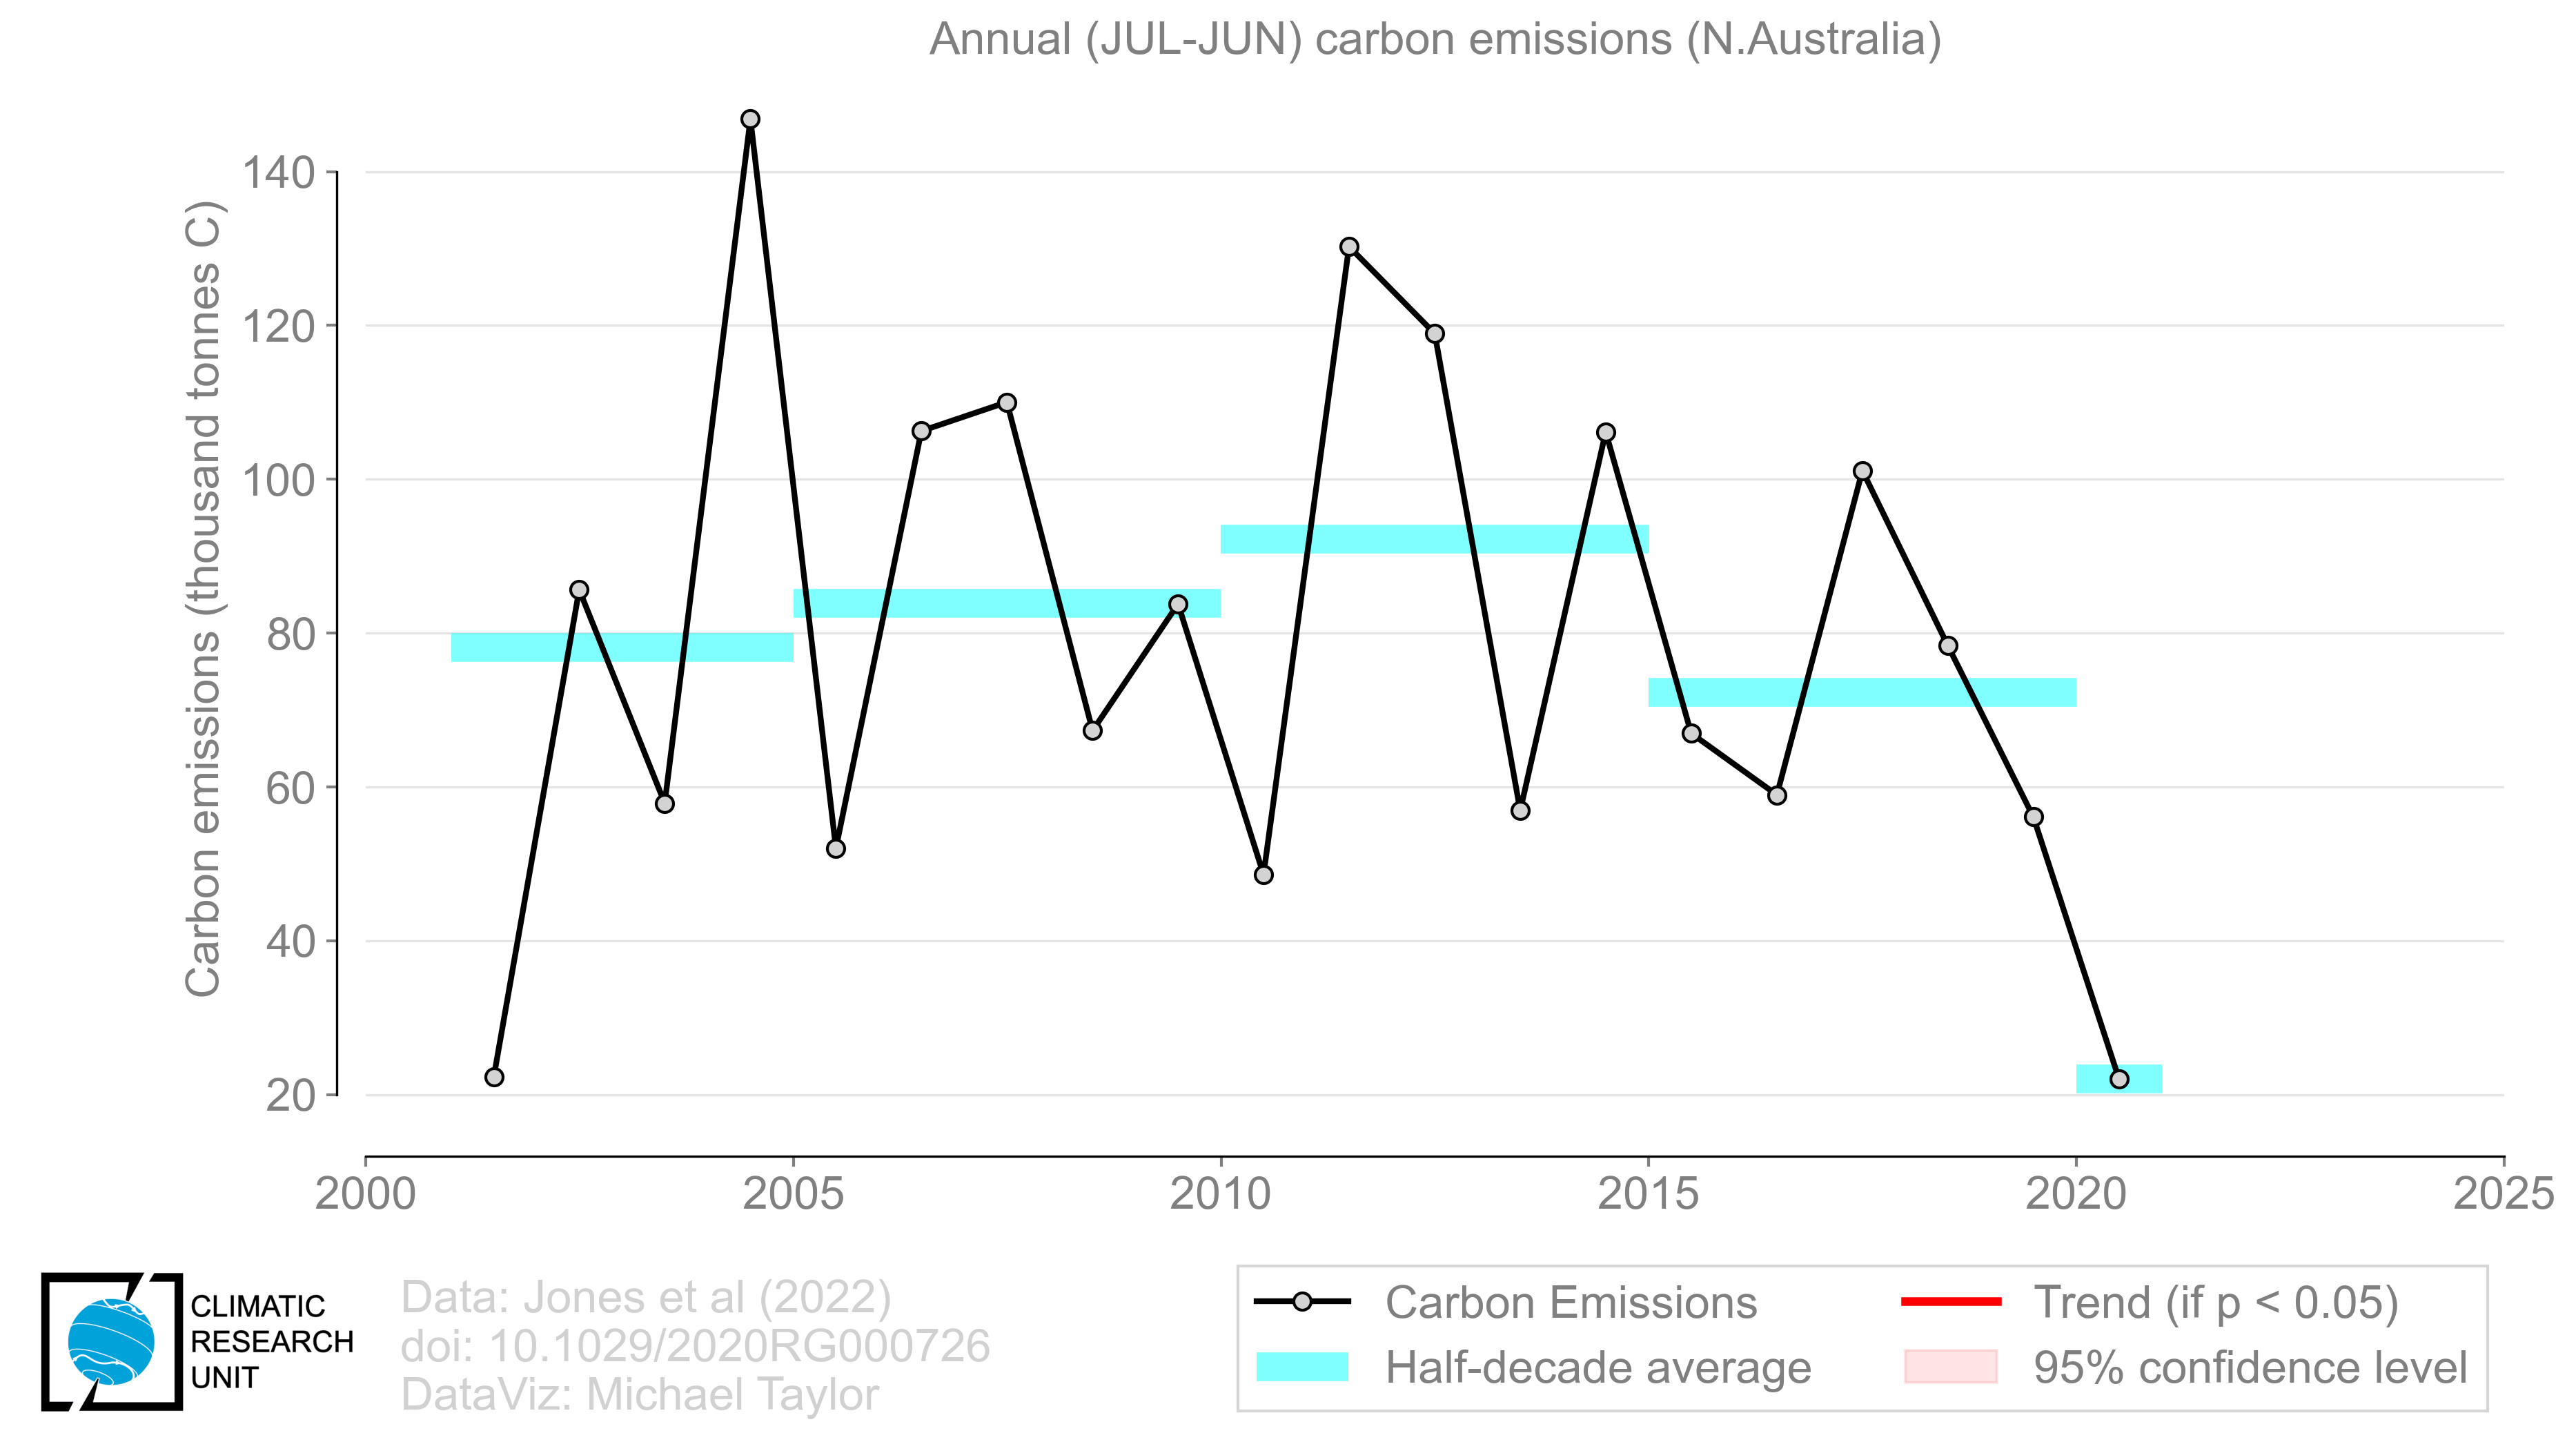 Annual (JUL-JUN) carbon emissions (N.Australia)
Carbon emissions (thousand tonnes C)
140
120
100
80
60
40
20
2000 2005 2010 2015 2020 2025
CLIMATIC
RESEARCH
UNIT
Data: Jones et al (2022)
doi: 10.1029/2020RG000726
DataViz: Michael Taylor
Carbon Emissions
Half-decade average
Trend (if p < 0.05)
95% confidence level